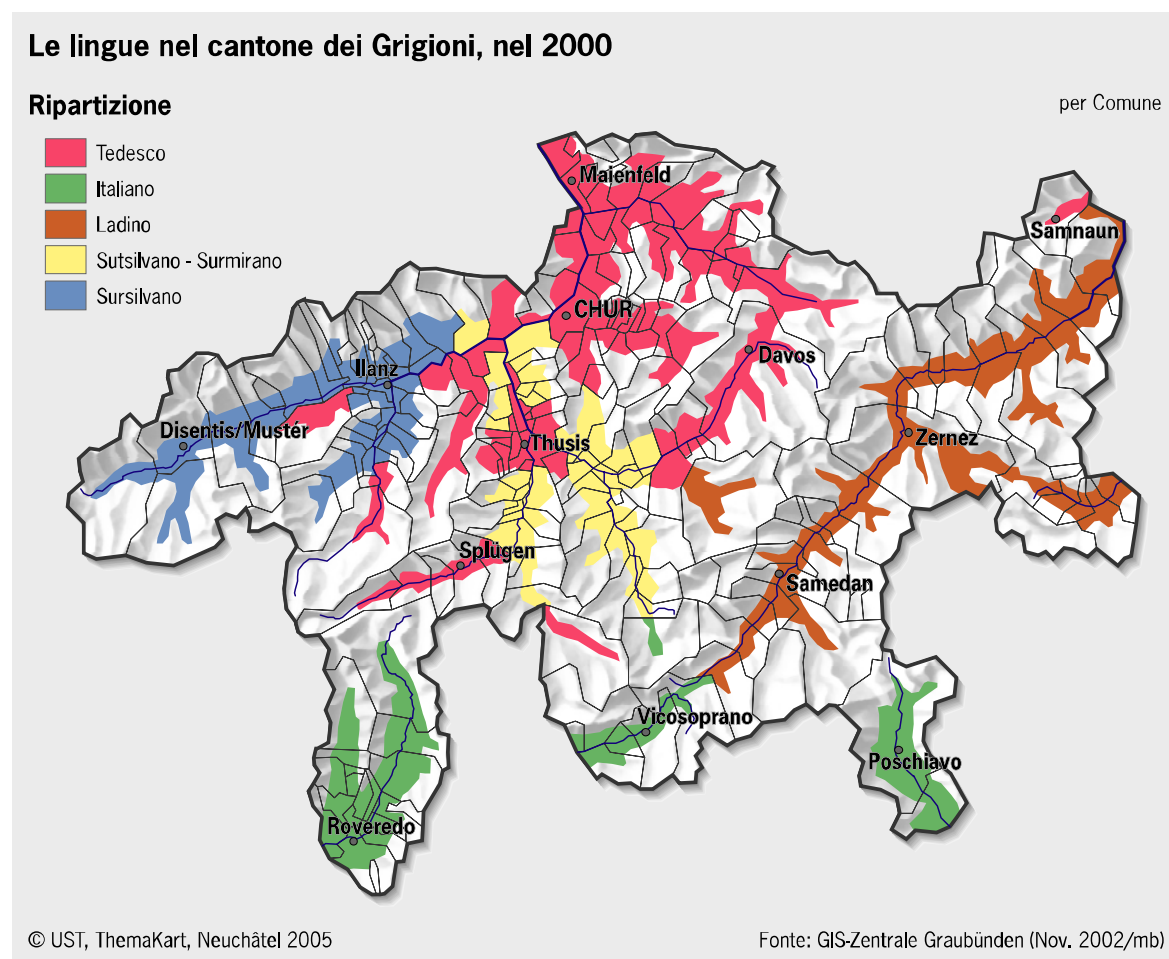 Le lingue nel cantone dei Grigioni, nel 2000
Ripartizione
per Comune
Tedesco
Italiano
Ladino
Sutsilvano - Surmirano
Sursilvano
Maienfeld
Samnaun
CHUR
Davos
Ilanz
Disentis/Mustér
Thusis
Zernez
Splügen
Samedan
Vicosoprano
Poschiavo
Roveredo
© UST, ThemaKart, Neuchâtel 2005
Fonte: GIS-Zentrale Graubünden (Nov. 2002/mb)